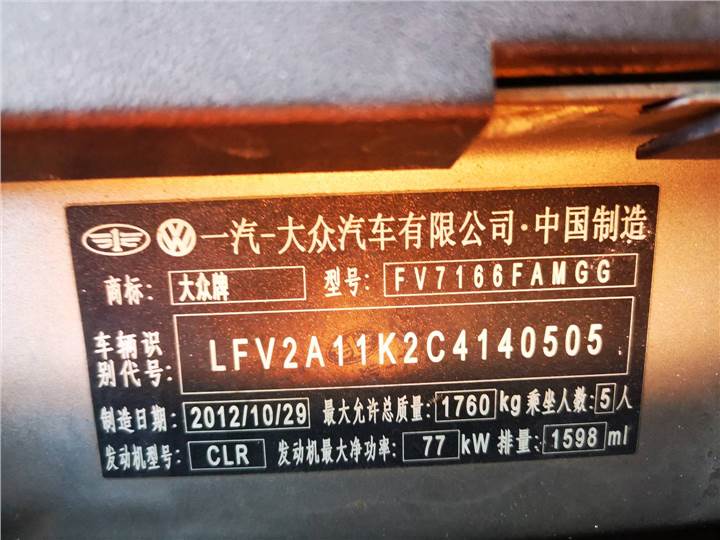 一汽-大众汽车有限公司·中国制造
商标: 大众牌 型号: FV7166FAMGG
车辆识别代号: LFV2A11K2C4140505
制造日期: 2012/10/29 最大允许总质量: 1760 kg 乘坐人数: 5 人
发动机型号: CLR 发动机最大净功率: 77 kW 排量: 1598 ml